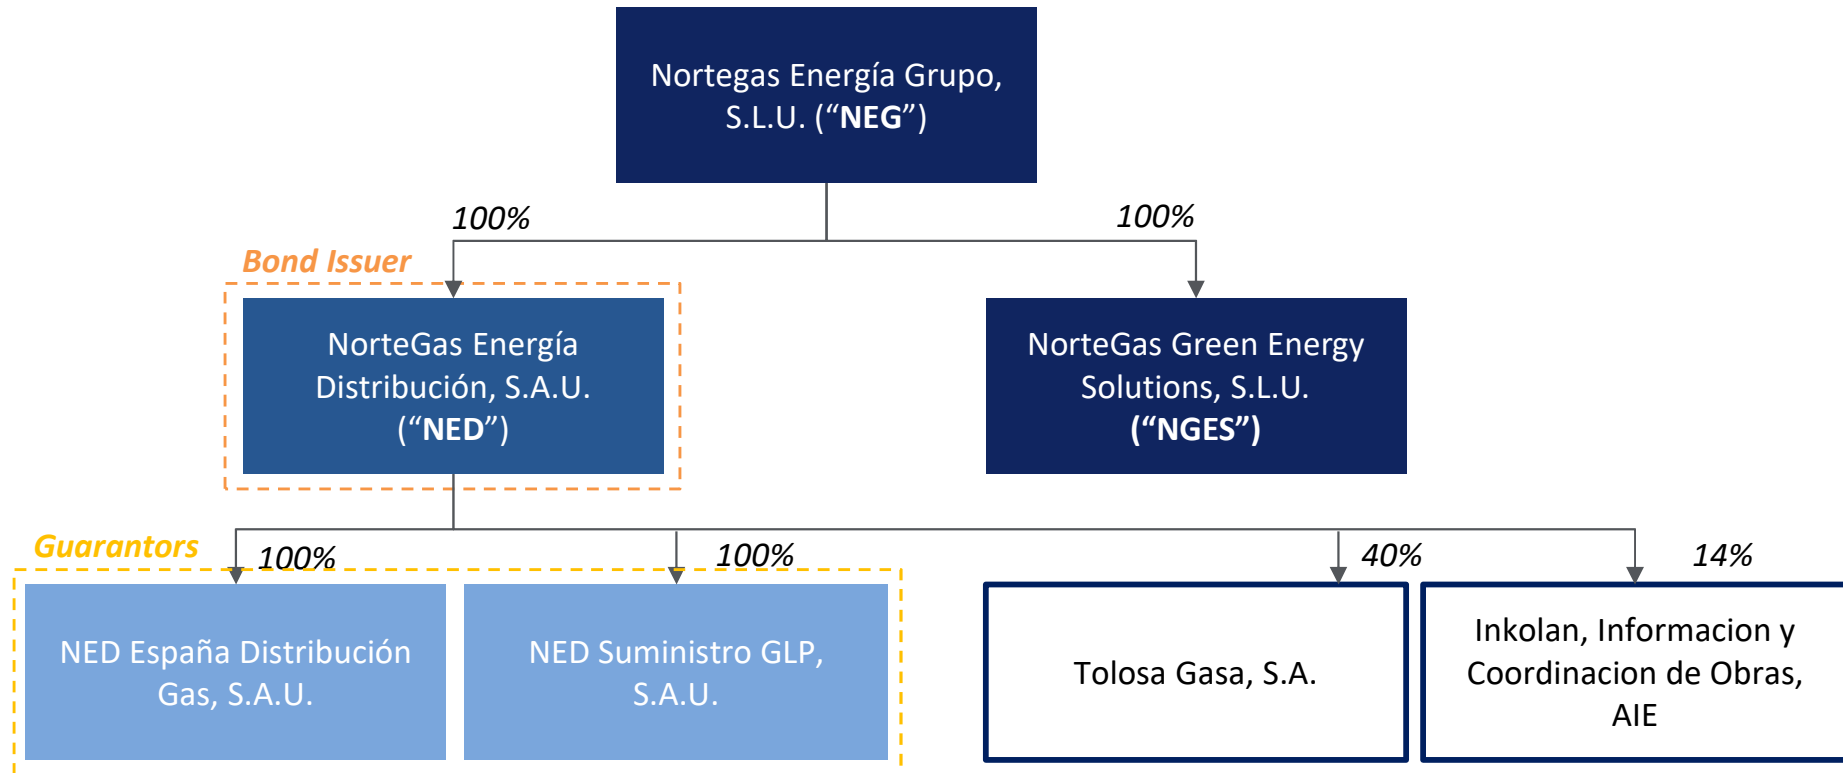 Nortegas Energía Grupo,
S.L.U. (“NEG”)
100%
100%
Bond Issuer
NorteGas Energía
Distribución, S.A.U.
(“NED”)
NorteGas Green Energy
Solutions, S.L.U.
(“NGES”)
Guarantors
100%
100%
40%
14%
NED España Distribución
Gas, S.A.U.
NED Suministro GLP,
S.A.U.
Tolosa Gasa, S.A.
Inkolan, Informacion y
Coordinacion de Obras,
AIE